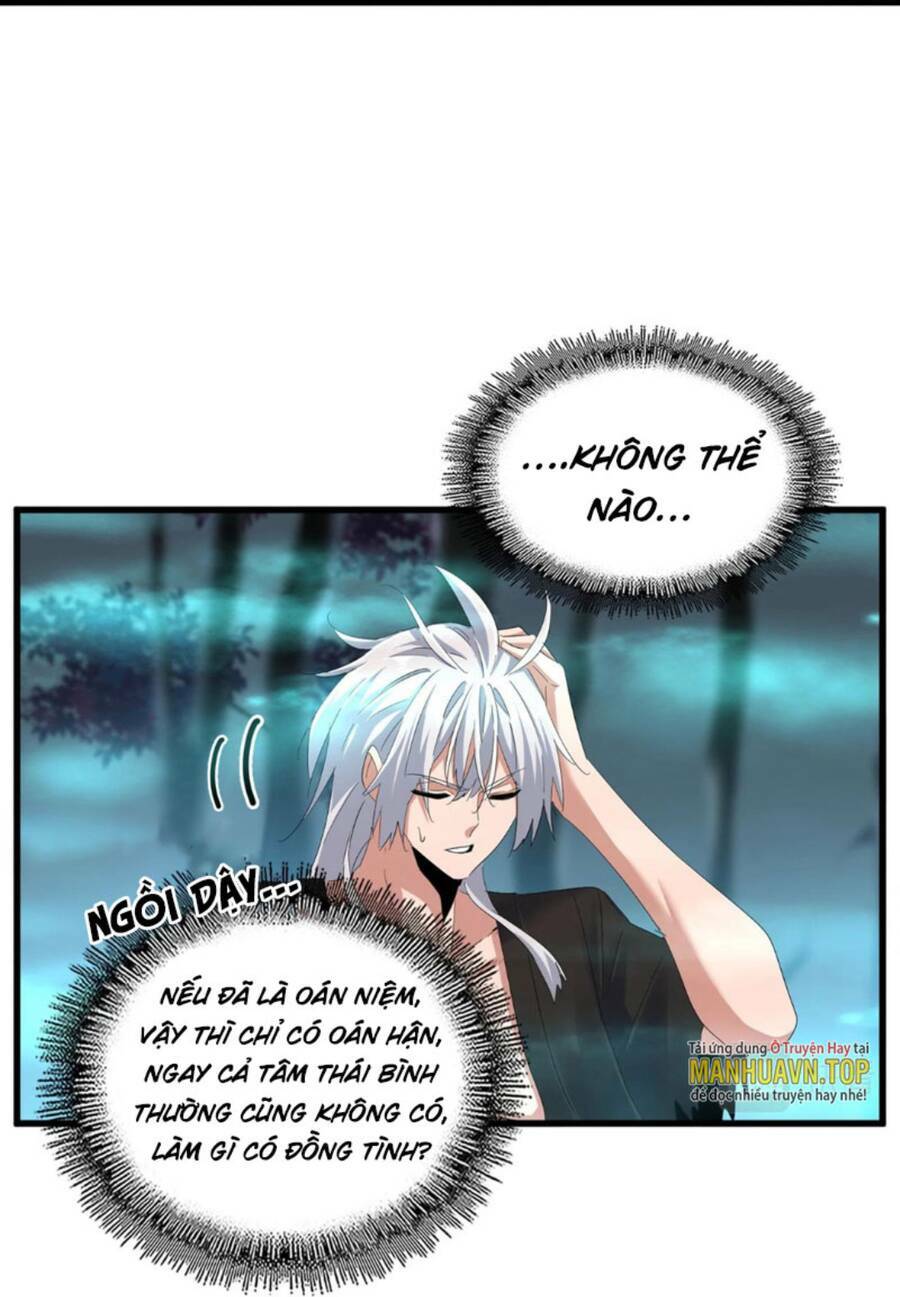 ....KHÔNG THỂ
NÀO...
NGỒI DẬY...
NẾU ĐÃ LÀ OÁN NIỆM,
VẬY THÌ CHỈ CÓ OÁN HẬN,
NGAY CẢ TÂM THÁI BÌNH
THƯỜNG CŨNG KHÔNG CÓ,
LÀM GÌ CÓ ĐỒNG TÌNH?
Tải ứng dụng Ổ Truyện Hay tại
MANHUAVN.TOP
để đọc nhiều truyện hay nhé!